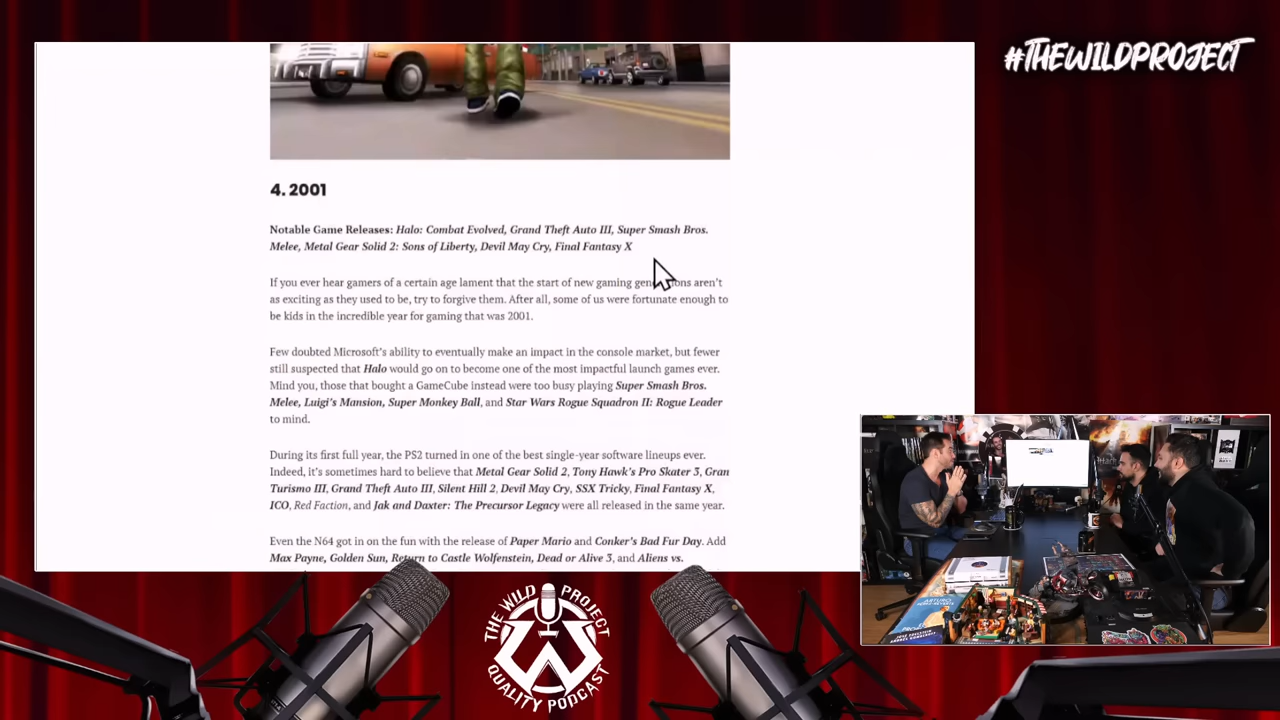 #THEWILDPROJECT
4. 2001
Notable Game Releases: Halo: Combat Evolved, Grand Theft Auto III, Super Smash Bros.
Melee, Metal Gear Solid 2: Sons of Liberty, Devil May Cry, Final Fantasy X
If you ever hear gamers of a certain age lament that the start of new gaming aren't
as exciting as they used to be, try to forgive them. After all, some of us were fortunate enough to
be kids in the incredible year for gaming that was 2001.
Few doubted Microsoft's ability to eventually make an impact in the console market, but fewer
still suspected that Halo would go on to become one of the most impactful launch games ever.
Mind you, those that bought a GameCube instead were too busy playing Super Smash Bros.
Melee, Luigi's Mansion, Super Monkey Ball, and Star Wars Rogue Squadron II: Rogue Leader
to mind.
During its first full year, the PS2 turned in one of the best single-year software lineups ever.
Indeed, it's sometimes hard to believe that Metal Gear Solid 2, Tony Hawk's Pro Skater 3, Gran
Turismo III, Grand Theft Auto III, Silent Hill 2, Devil May Cry, SSX Tricky, Final Fantasy X,
ICO, Red Faction, and Jak and Daxter: The Precursor Legacy were all released in the same year.
Even the N64 got in on the fun with the release of Paper Mario and Conker's Bad Fur Day. Add
Max Payne, Golden Sun, Return to Castle Wolfenstein, Dead or Alive 3, and Aliens vs.
THE WILD PROJECT
QUALITY PODCAST
ARTURO